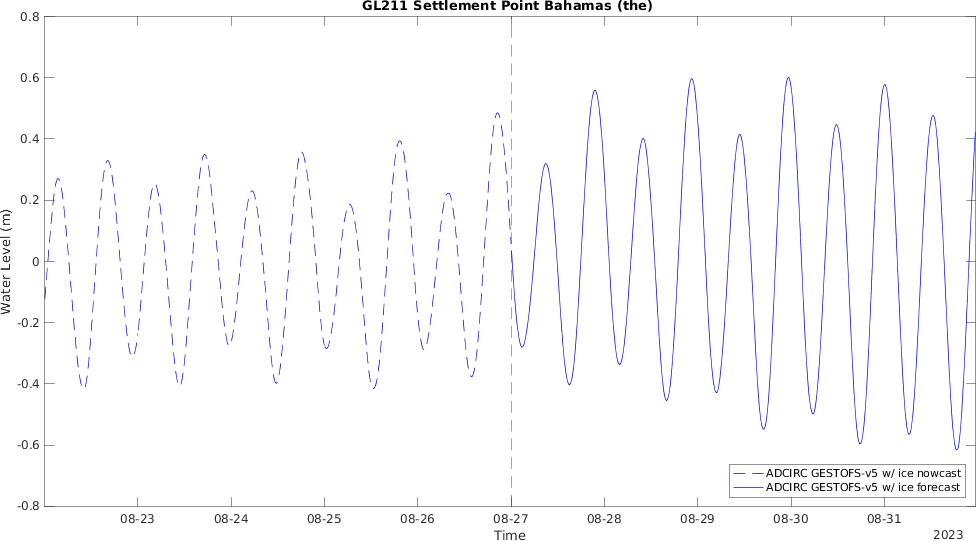 GL211 Settlement Point Bahamas (the)
0.8
0.6
0.4
0.2
0
-0.2
-0.4
-0.6
-0.8
Water Level (m)
ADCIRC GESTOFS-v5 w/ ice nowcast
ADCIRC GESTOFS-v5 w/ ice forecast
08-23 08-24 08-25 08-26 08-27 08-28 08-29 08-30 08-31
Time
2023